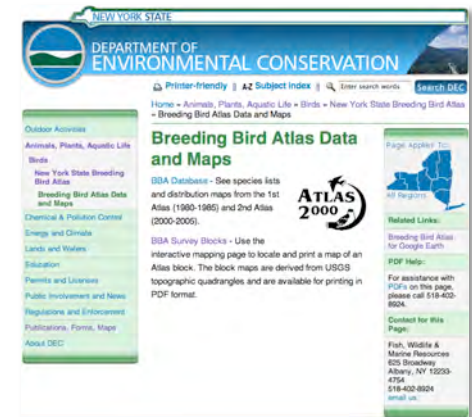 NEW YORK STATE
DEPARTMENT OF
ENVIRONMENTAL CONSERVATION
Printer-friendly || A-Z Subject Index || Enter search words Search DEC
Home » Animals, Plants, Aquatic Life » Birds » New York State Breeding Bird Atlas
» Breeding Bird Atlas Data and Maps
Outdoor Activities
Animals, Plants, Aquatic Life
Birds
New York State Breeding
Bird Atlas
Breeding Bird Atlas Data
and Maps
Chemical & Pollution Control
Energy and Climate
Lands and Waters
Education
Permits and Licenses
Public Involvement and News
Regulations and Enforcement
Publications, Forms, Maps
About DEC
Breeding Bird Atlas Data
and Maps
BBA Database - See species lists
and distribution maps from the 1st
Atlas (1980-1985) and 2nd Atlas
(2000-2005).
ATLAS
2000
BBA Survey Blocks - Use the
interactive mapping page to locate and print a map of an
Atlas block. The block maps are derived from USGS
topographic quadrangles and are available for printing in
PDF format.
Page Applies To:
All Regions
Related Links:
Breeding Bird Atlas
for Google Earth
PDF Help:
For assistance with
PDFs on this page,
please call 518-402-
8924.
Contact for this
Page:
Fish, Wildlife &
Marine Resources
625 Broadway
Albany, NY 12233-
4754
518-402-8924
email us